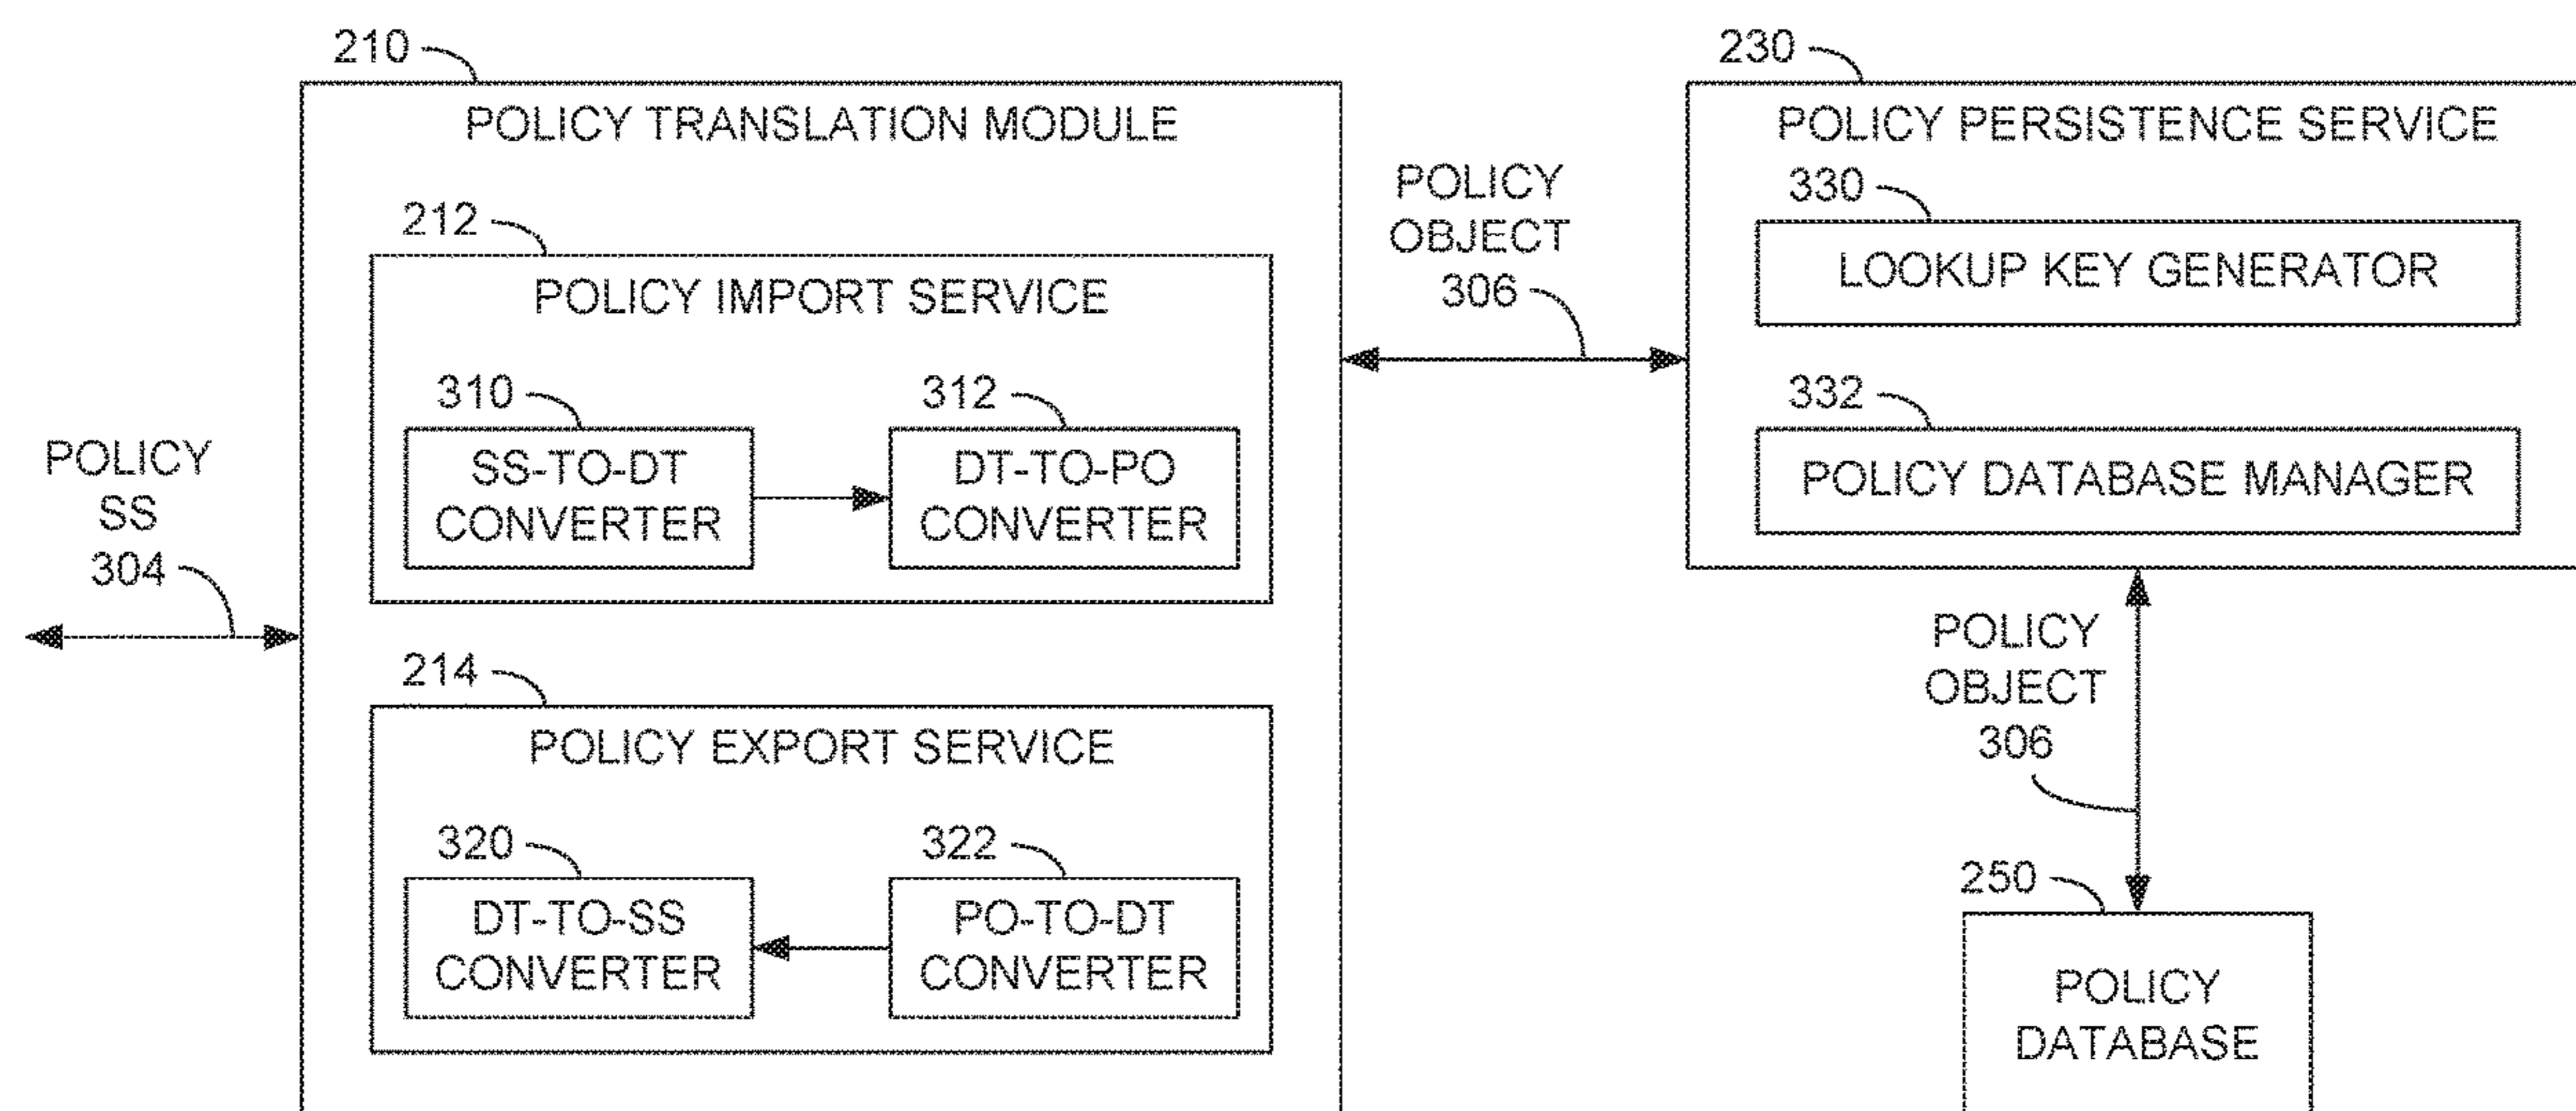 210
POLICY TRANSLATION MODULE
212
POLICY IMPORT SERVICE
310
SS-TO-DT
CONVERTER
312
DT-TO-PO
CONVERTER
POLICY
SS
304
214
POLICY EXPORT SERVICE
320
DT-TO-SS
CONVERTER
322
PO-TO-DT
CONVERTER
POLICY
OBJECT
306
230
POLICY PERSISTENCE SERVICE
330
LOOKUP KEY GENERATOR
332
POLICY DATABASE MANAGER
POLICY
OBJECT
306
250
POLICY
DATABASE